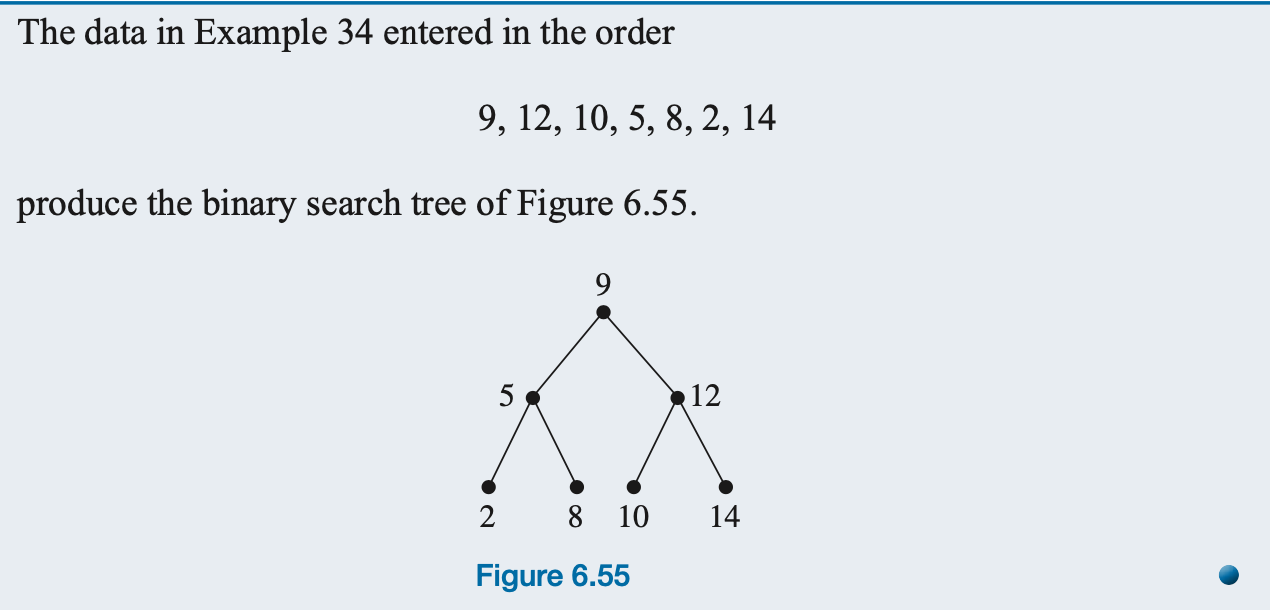 The data in Example 34 entered in the order
9, 12, 10, 5, 8, 2, 14
produce the binary search tree of Figure 6.55.
9
5 12
2 8 10 14
Figure 6.55